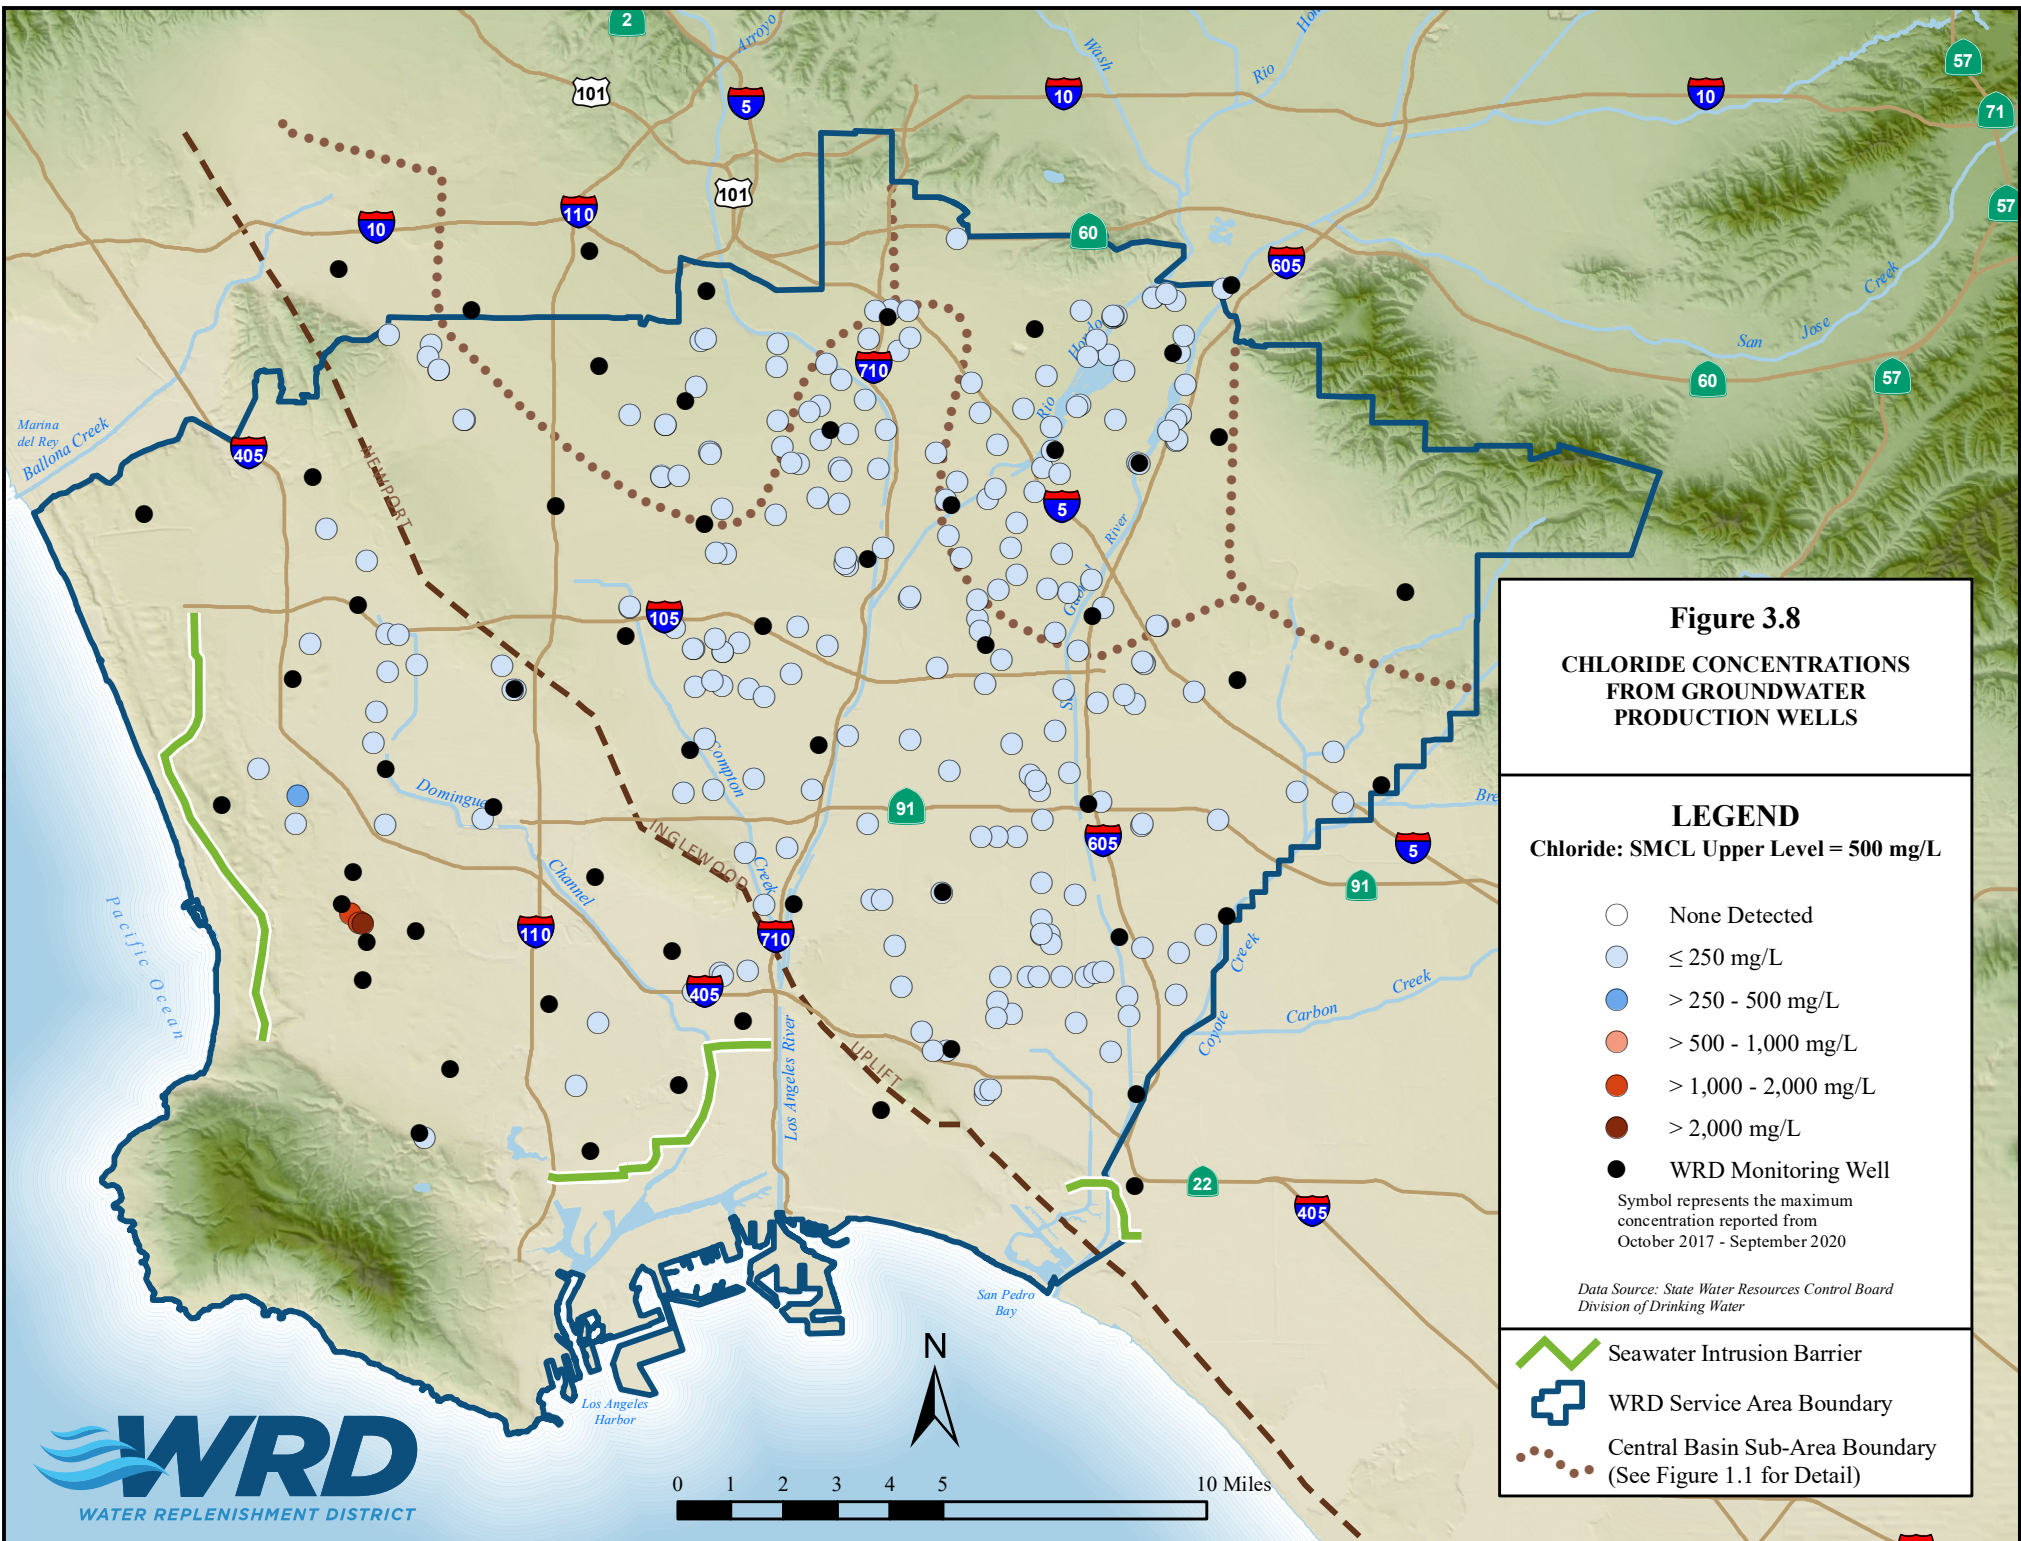 2
Arroyo
Wash
Rio
57
101
5
10
10
71
101
57
10
110
60
605
Creek
Jose
San
Hondo
710
60
57
Rio
Marina
del Rey
Ballona Creek
405
NEWPORT
5
River
Gabriel
San
105
Figure 3.8
CHLORIDE CONCENTRATIONS
FROM GROUNDWATER
PRODUCTION WELLS
Compton
Creek
Dominguez
Channel
91
INGLEWOOD
605
Bre
5
91
LEGEND
Chloride: SMCL Upper Level = 500 mg/L
None Detected
≤ 250 mg/L
> 250 - 500 mg/L
> 500 - 1,000 mg/L
> 1,000 - 2,000 mg/L
> 2,000 mg/L
WRD Monitoring Well
Symbol represents the maximum
concentration reported from
October 2017 - September 2020
Data Source: State Water Resources Control Board
Division of Drinking Water
Seawater Intrusion Barrier
WRD Service Area Boundary
Central Basin Sub-Area Boundary
(See Figure 1.1 for Detail)
Pacific Ocean
110
710
405
Creek
Coyote
Carbon
Creek
Los Angeles River
UPLIFT
22
405
San Pedro
Bay
Los Angeles
Harbor
N
0 1 2 3 4 5 10 Miles
WRD
WATER REPLENISHMENT DISTRICT